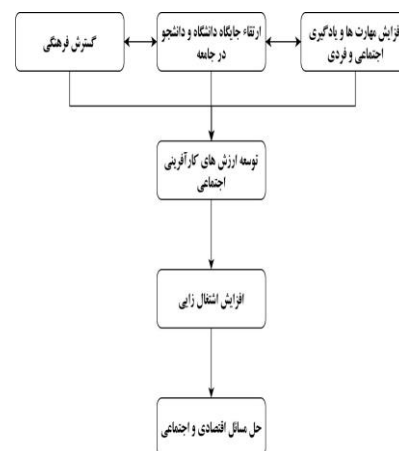 افزایش مهارت ها و یادگیری
اجتماعی و فردی
ارتقاء جایگاه دانشگاه و دانشجو
در جامعه
گسترش فرهنگی
توسعه ارزش های کارآفرینی
اجتماعی
افزایش اشتغال زایی
حل مسائل اقتصادی و اجتماعی